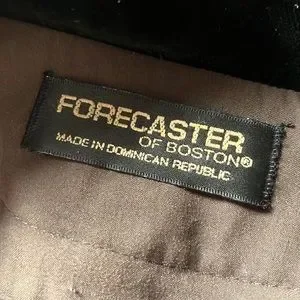 FORECASTER
OF BOSTON®
MADE IN DOMINICAN REPUBLIC